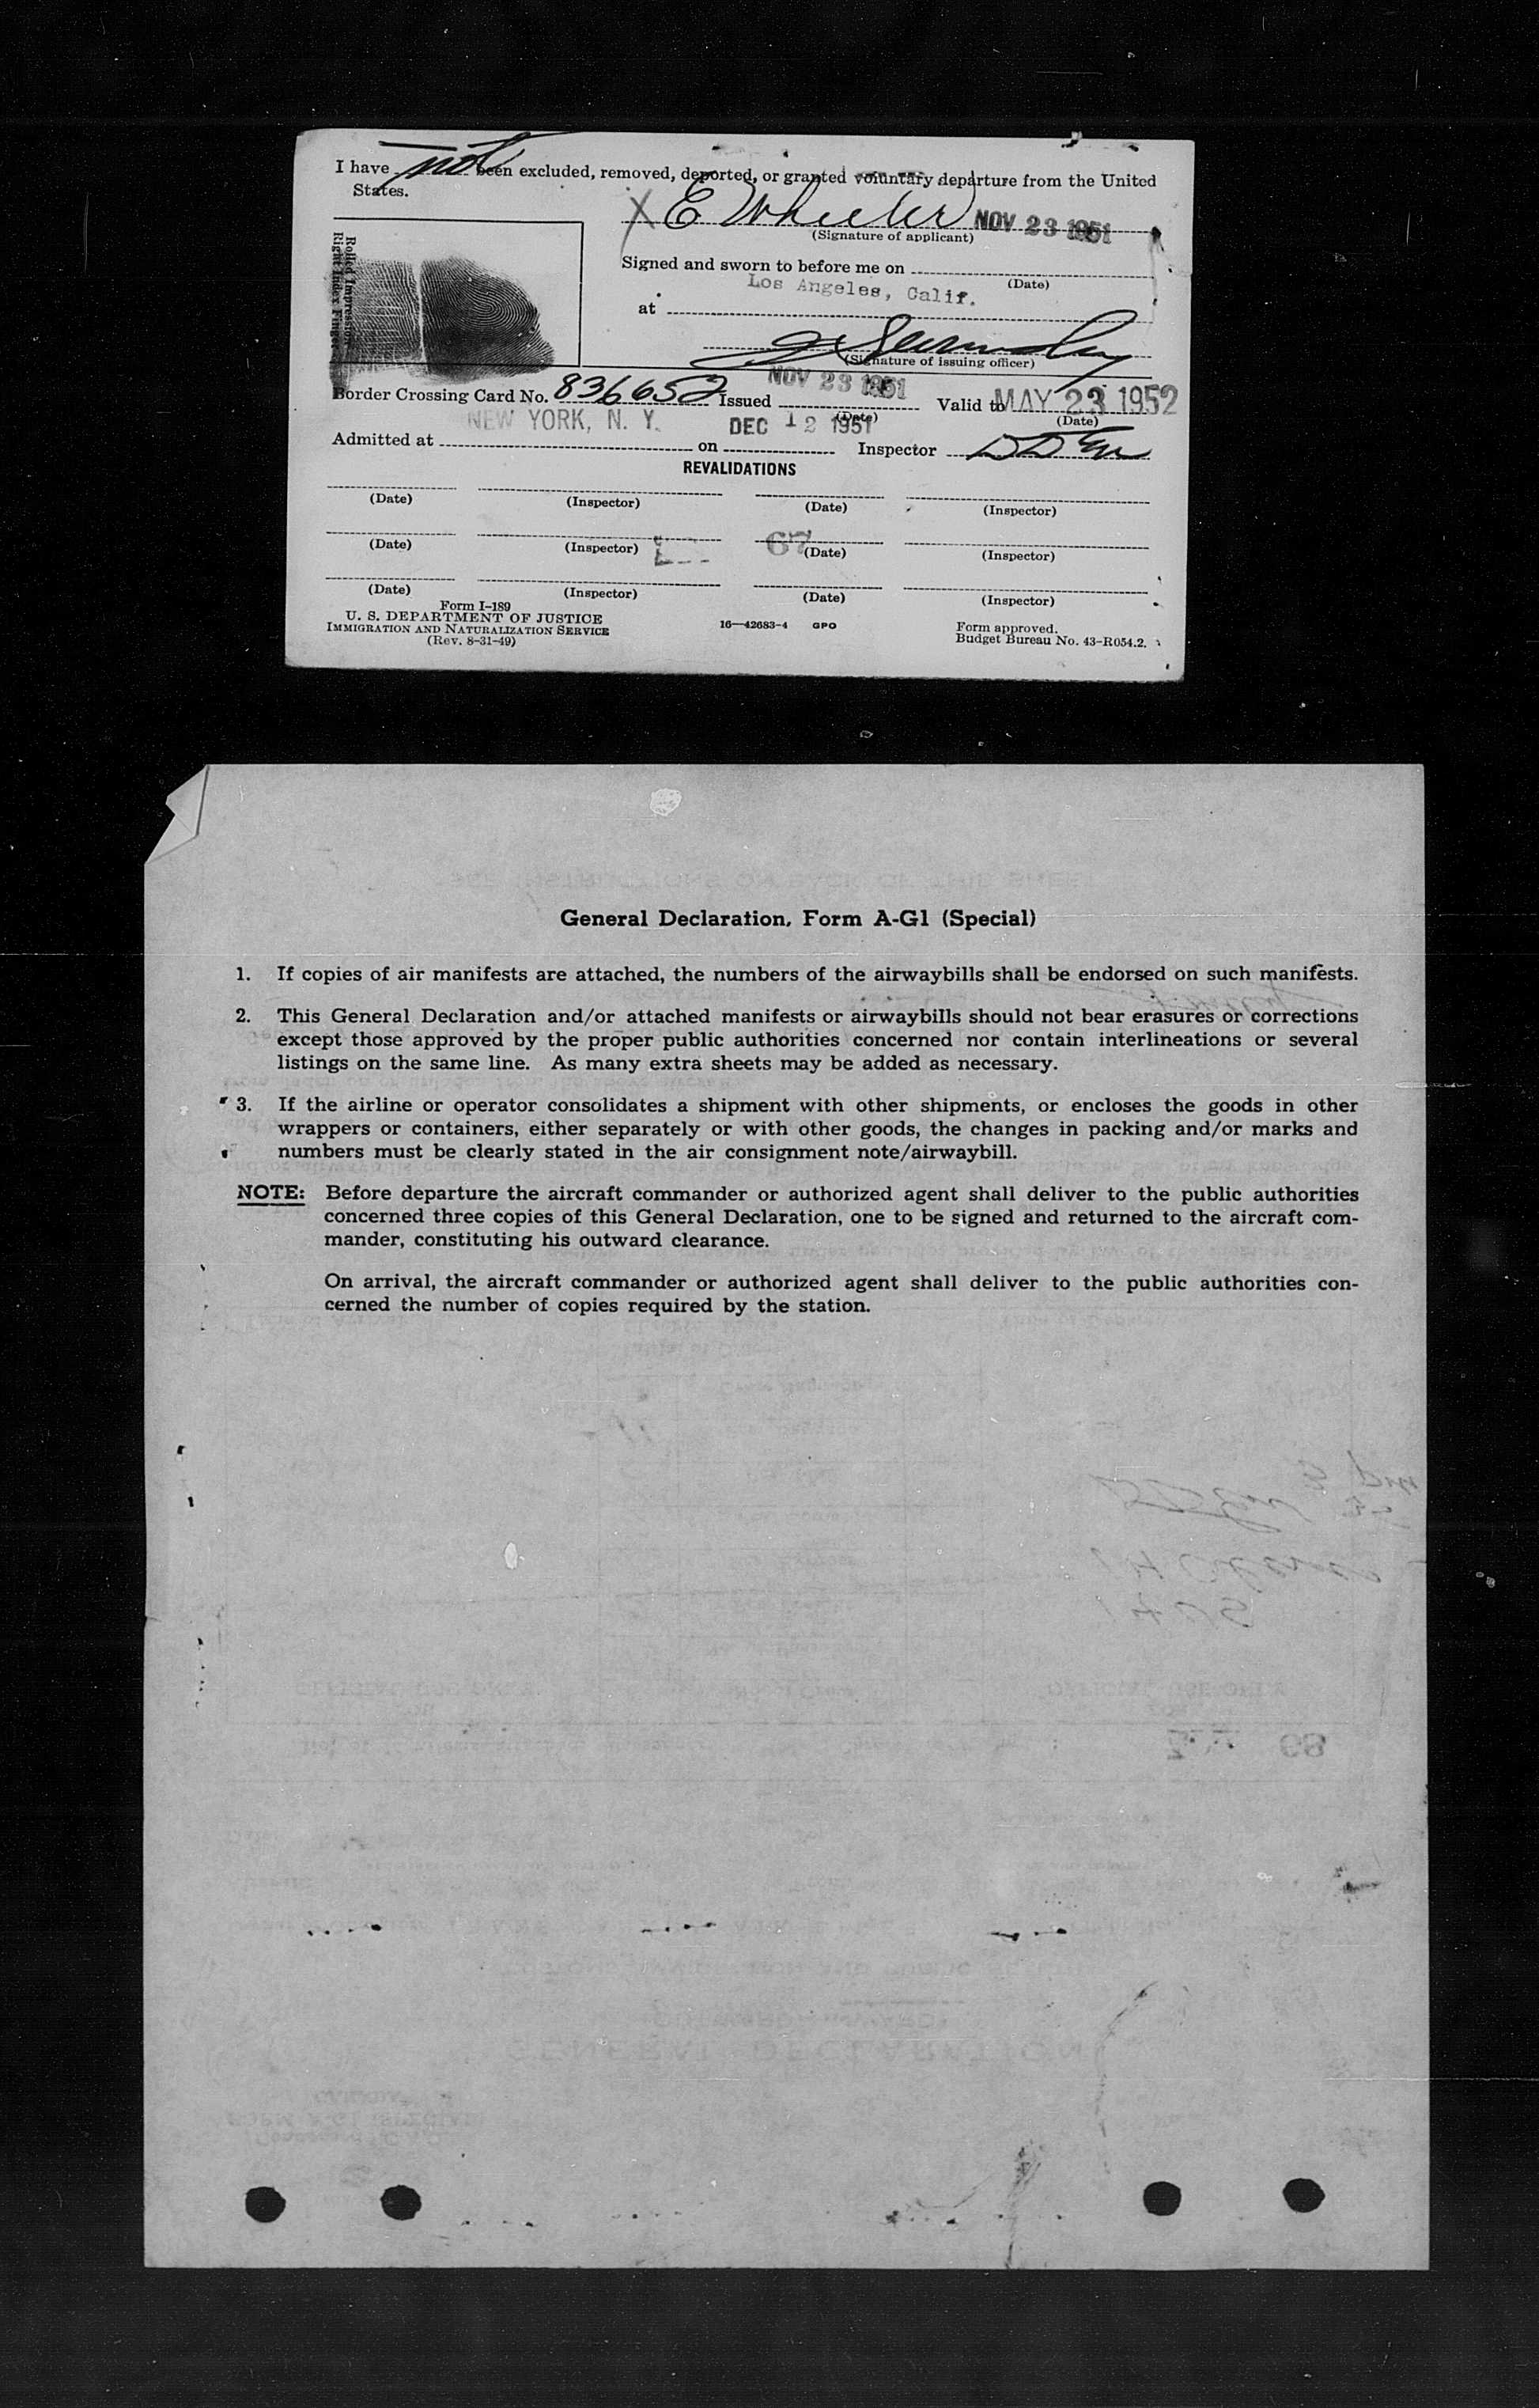 I have not been excluded, removed, deported, or granted voluntary departure from the United
States.
X E Wheeler NOV 23 1951
(Signature of applicant)
Rolled Impression
Right Index Finger
Signed and sworn to before me on
(Date)
Los Angeles, Calif.
at
(Signature of issuing officer)
Border Crossing Card No. 836652 Issued NOV 23 1951 Valid to MAY 23 1952
(Date) (Date)
Admitted at NEW YORK, N. Y. on DEC 12 1951 Inspector
REVALIDATIONS
(Date) (Inspector) (Date) (Inspector)
67
(Date) (Inspector) (Date) (Inspector)
(Date) (Inspector) (Date) (Inspector)
Form I-189
U. S. DEPARTMENT OF JUSTICE
IMMIGRATION AND NATURALIZATION SERVICE
(Rev. 8-31-49)
16—42683-4 GPO
Form approved.
Budget Bureau No. 43-R054.2.
General Declaration, Form A-G1 (Special)
1. If copies of air manifests are attached, the numbers of the airwaybills shall be endorsed on such manifests.
2. This General Declaration and/or attached manifests or airwaybills should not bear erasures or corrections
except those approved by the proper public authorities concerned nor contain interlineations or several
listings on the same line. As many extra sheets may be added as necessary.
3. If the airline or operator consolidates a shipment with other shipments, or encloses the goods in other
wrappers or containers, either separately or with other goods, the changes in packing and/or marks and
numbers must be clearly stated in the air consignment note/airwaybill.
NOTE: Before departure the aircraft commander or authorized agent shall deliver to the public authorities
concerned three copies of this General Declaration, one to be signed and returned to the aircraft com-
mander, constituting his outward clearance.
On arrival, the aircraft commander or authorized agent shall deliver to the public authorities con-
cerned the number of copies required by the station.